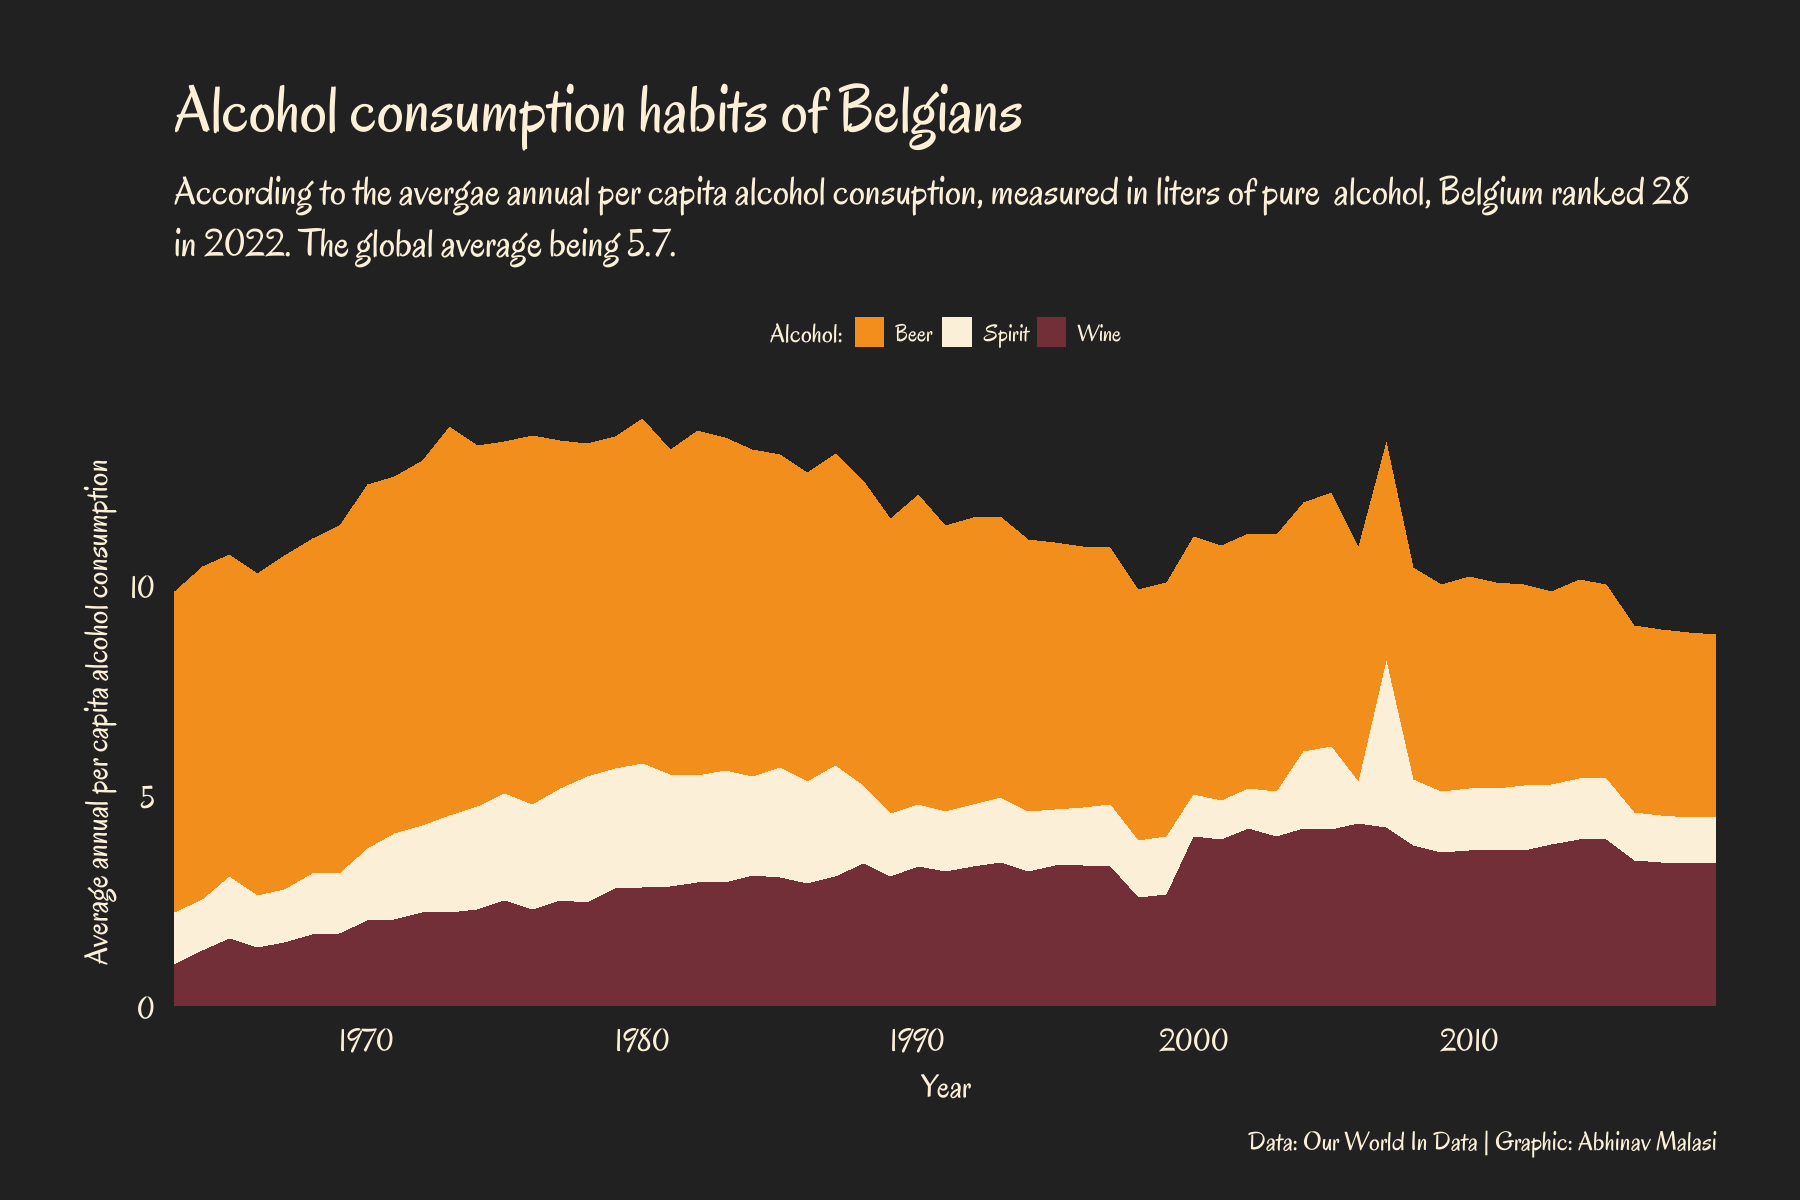 Alcohol consumption habits of Belgians
According to the avergae annual per capita alcohol consuption, measured in liters of pure  alcohol, Belgium ranked 28
in 2022. The global average being 5.7.
Alcohol: Beer Spirit Wine
Average annual per capita alcohol consumption
10
5
0
1970 1980 1990 2000 2010
Year
Data: Our World In Data | Graphic: Abhinav Malasi